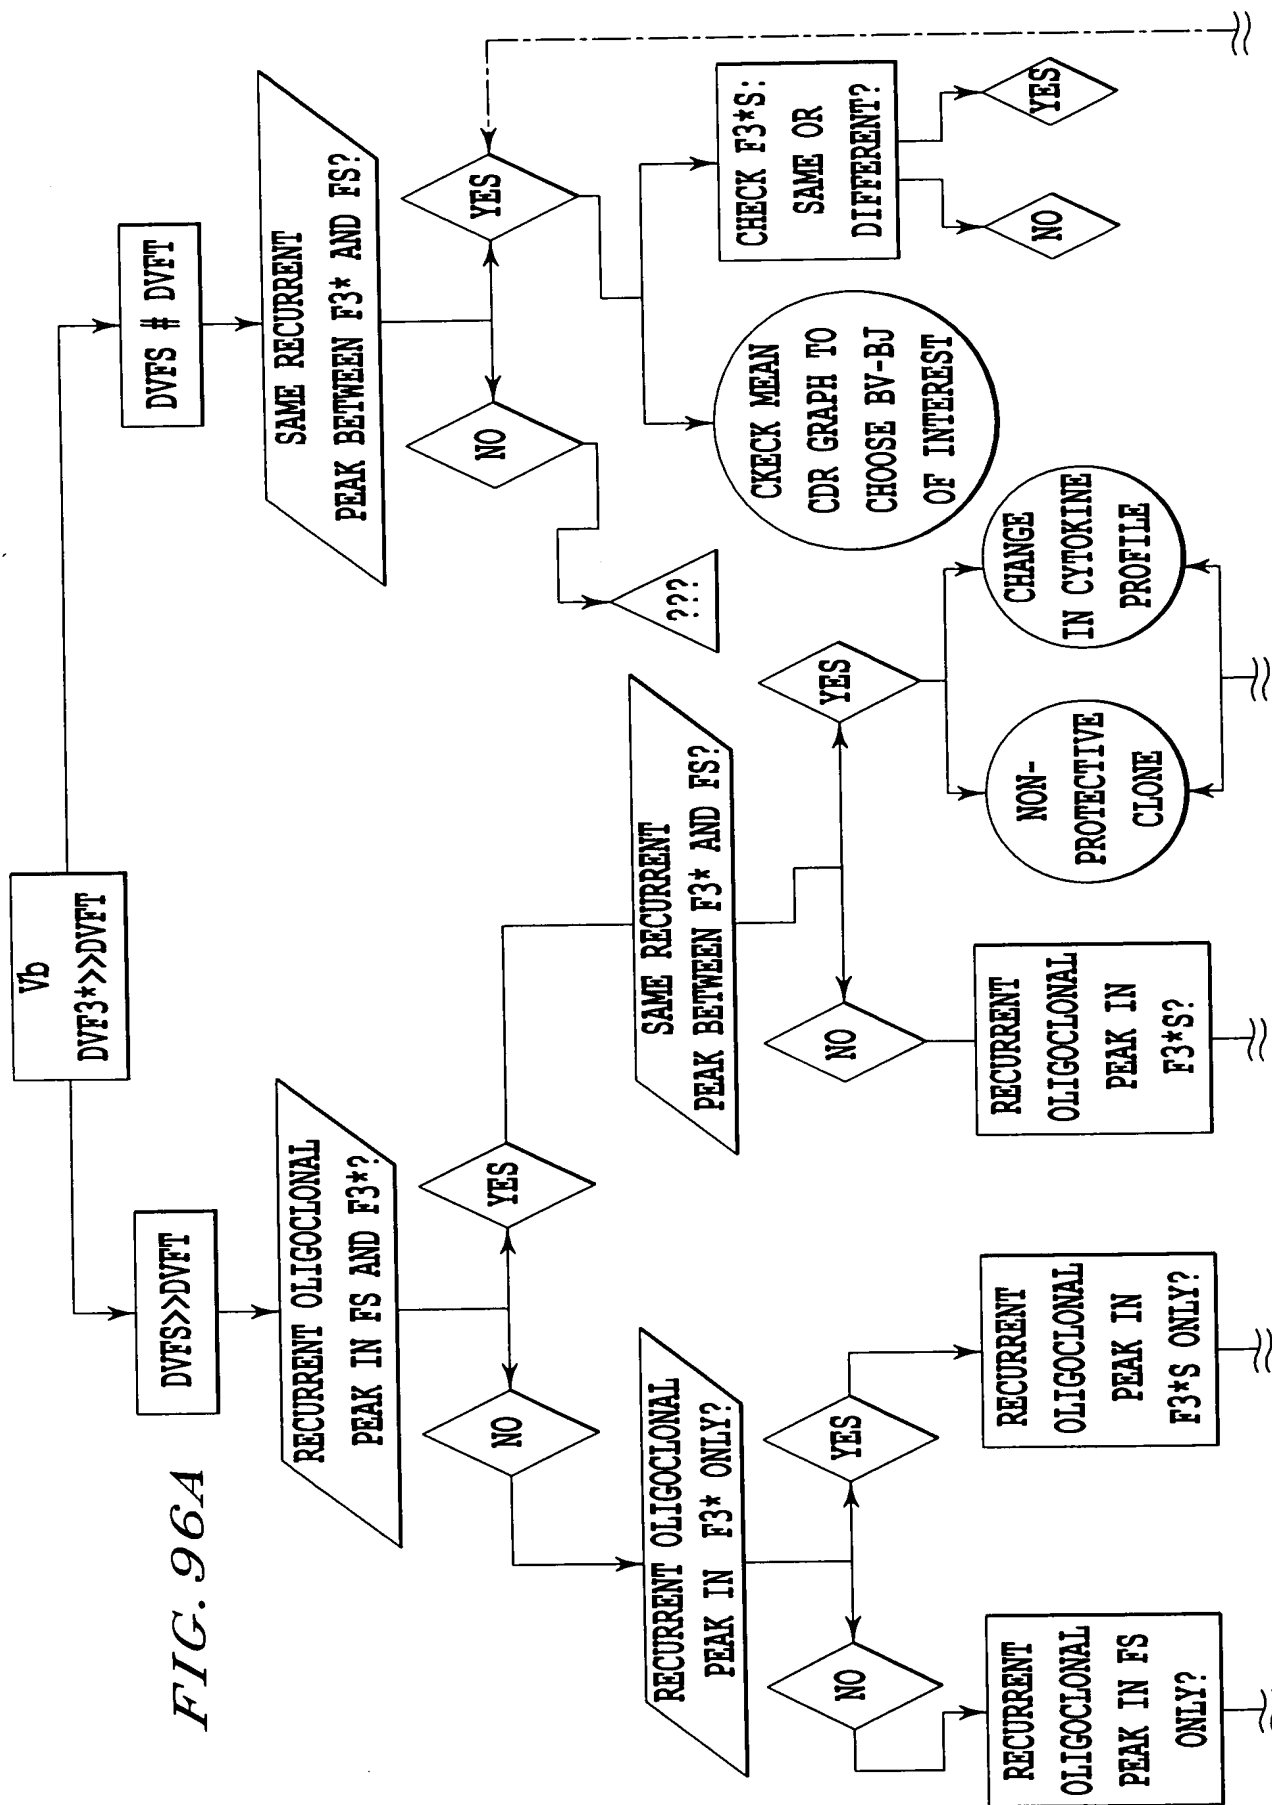 FIG. 96A
Vb
DVF3*>>DVFT
DVFS>>DVFT
DVFS # DVFT
RECURRENT OLIGOCLONAL
PEAK IN FS AND F3*?
SAME RECURRENT
PEAK BETWEEN F3* AND FS?
NO
YES
NO
YES
RECURRENT OLIGOCLONAL
PEAK IN F3* ONLY?
SAME RECURRENT
PEAK BETWEEN F3* AND FS?
???
CKECK MEAN
CDR GRAPH TO
CHOOSE BV-BJ
OF INTEREST
CHECK F3*S:
SAME OR
DIFFERENT?
NO
YES
NO
YES
NO
YES
RECURRENT
OLIGOCLONAL
PEAK IN FS
ONLY?
RECURRENT
OLIGOCLONAL
PEAK IN
F3*S ONLY?
RECURRENT
OLIGOCLONAL
PEAK IN
F3*S?
NON-
PROTECTIVE
CLONE
CHANGE
IN CYTOKINE
PROFILE